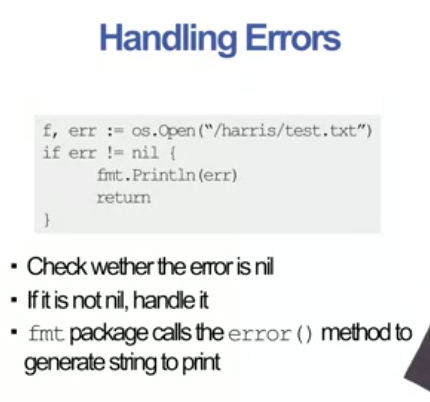 Handling Errors
f, err := os.Open(“/harris/test.txt”)
if err != nil {
fmt.Println(err)
return
}
▪ Check wether the error is nil
▪ If it is not nil, handle it
▪ fmt package calls the error() method to
generate string to print